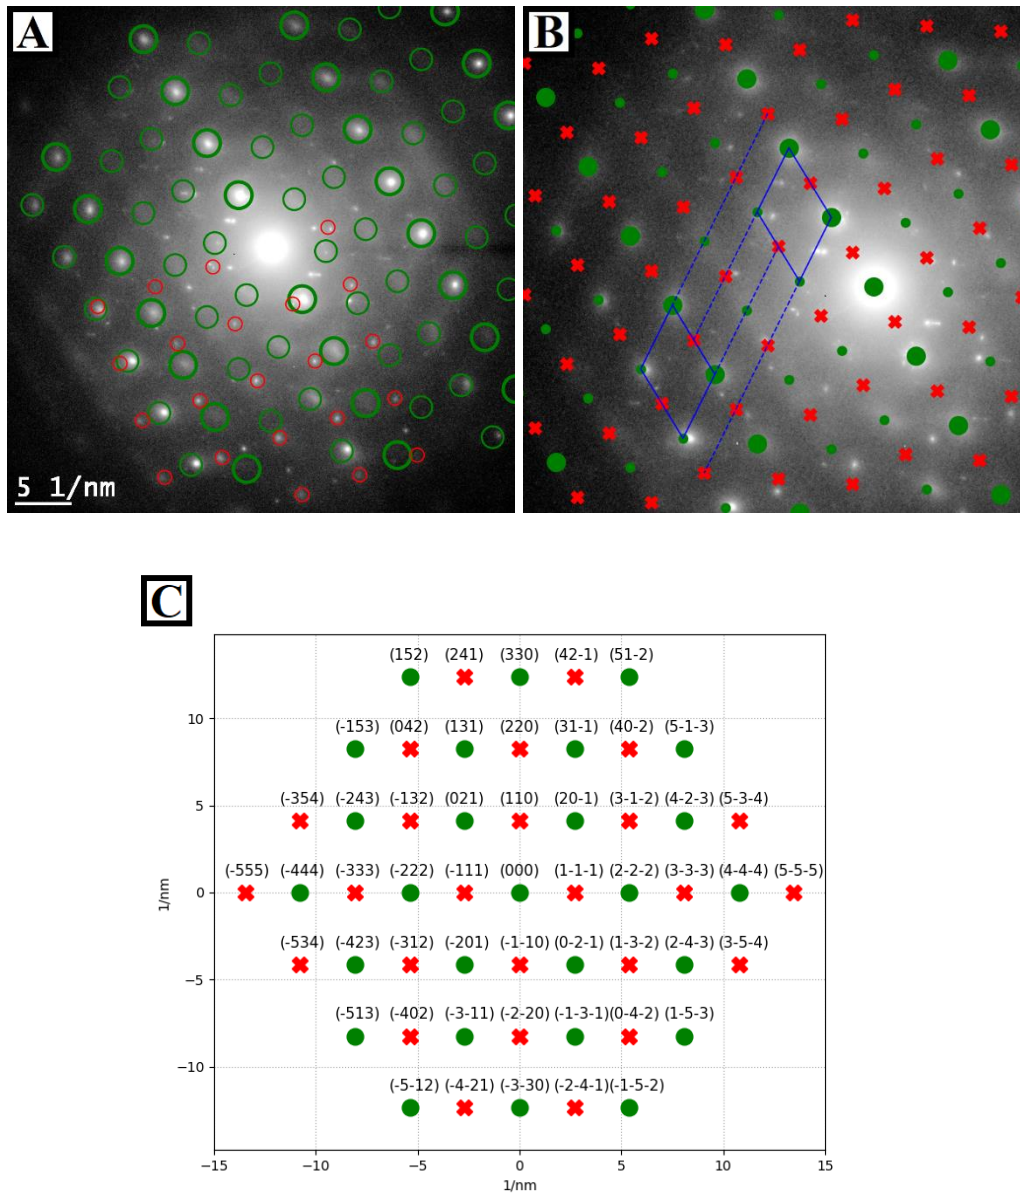 A
B
5 1/nm
C
(152) (241) (330) (42-1) (51-2)
(-153) (042) (131) (220) (31-1) (40-2) (5-1-3)
10
(-354) (-243) (-132) (021) (110) (20-1) (3-1-2) (4-2-3) (5-3-4)
5
(-555) (-444) (-333) (-222) (-111) (000) (1-1-1) (2-2-2) (3-3-3) (4-4-4) (5-5-5)
0
1/nm
(-534) (-423) (-312) (-201) (-1-10) (0-2-1) (1-3-2) (2-4-3) (3-5-4)
−5
(-513) (-402) (-3-11) (-2-20) (-1-3-1) (0-4-2) (1-5-3)
−10
(-5-12) (-4-21) (-3-30) (-2-4-1) (-1-5-2)
−15 −10 −5 0 5 10 15
1/nm